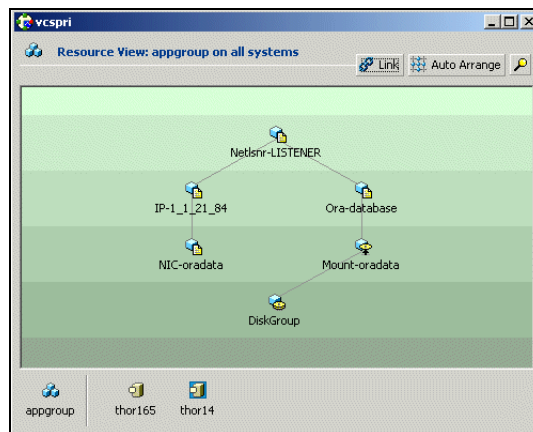 vcspri
Resource View: appgroup on all systems
Link
Auto Arrange
Netlsnr-LISTENER
IP-1_1_21_84
Ora-database
NIC-oradata
Mount-oradata
DiskGroup
appgroup
thor165
thor14